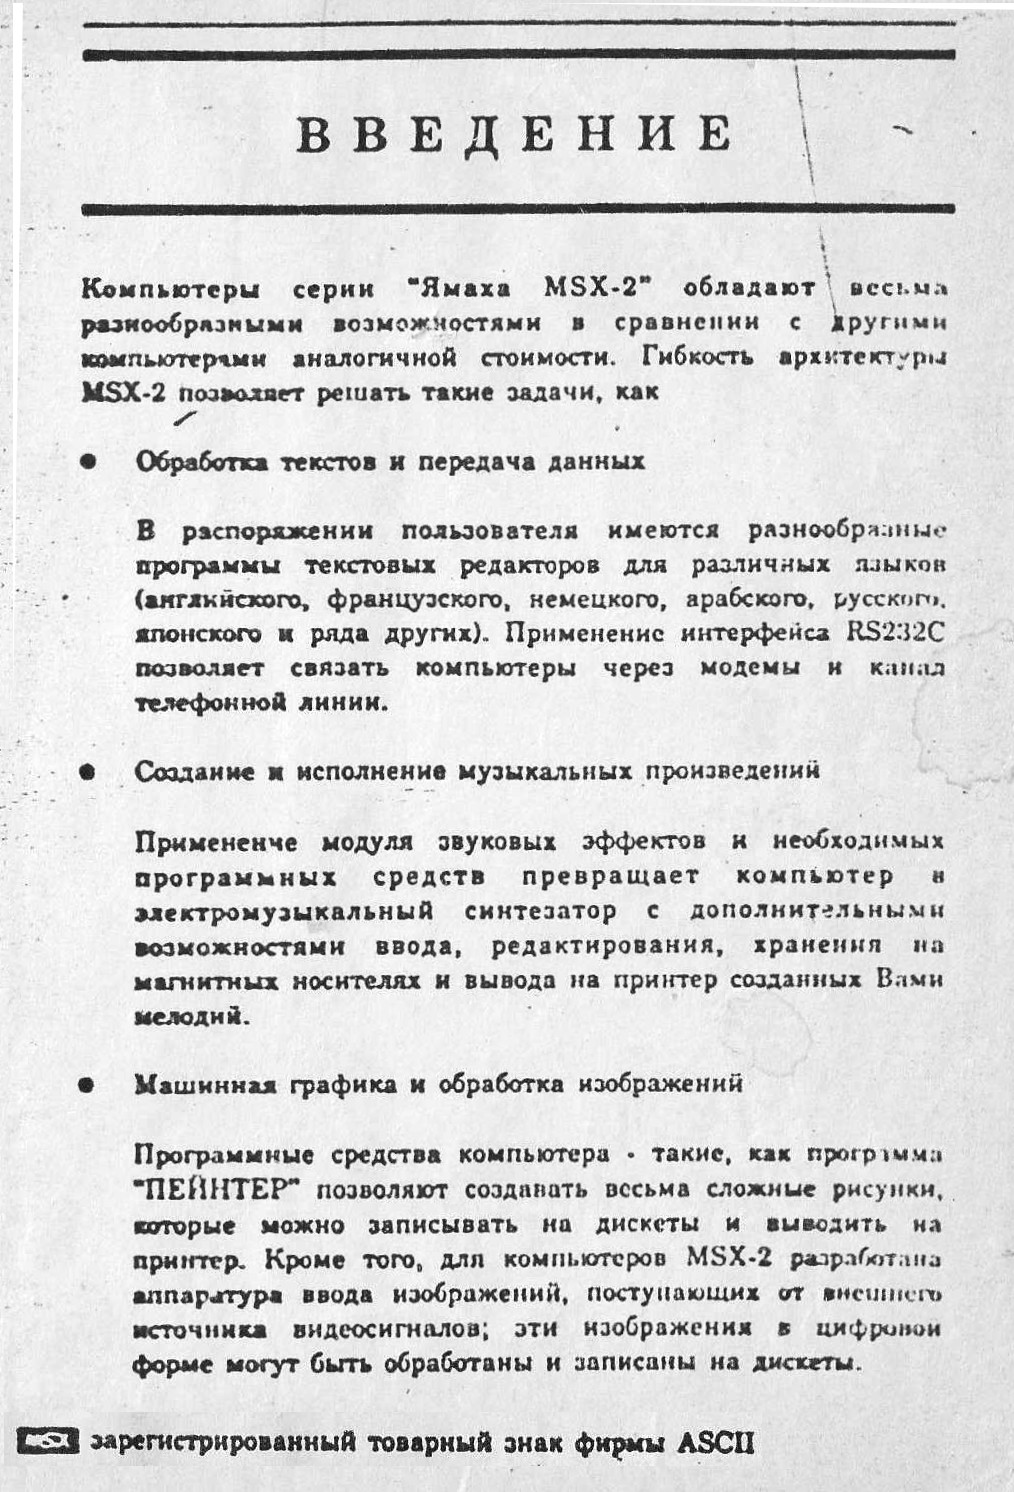 ВВЕДЕНИЕ
Компьютеры серии "Ямаха MSX-2" обладают весьма
разнообразными возможностями в сравнении с другими
компьютерами аналогичной стоимости. Гибкость архитектуры
MSX-2 позволяет решать такие задачи, как
● Обработка текстов и передача данных
В распоряжении пользователя имеются разнообразные
программы текстовых редакторов для различных языков
(английского, французского, немецкого, арабского, русского,
японского и ряда других). Применение интерфейса RS232C
позволяет связать компьютеры через модемы и канал
телефонной линии.
● Создание и исполнение музыкальных произведений
Применение модуля звуковых эффектов и необходимых
программных средств превращает компьютер в
электромузыкальный синтезатор с дополнительными
возможностями ввода, редактирования, хранения на
магнитных носителях и вывода на принтер созданных Вами
мелодий.
● Машинная графика и обработка изображений
Программные средства компьютера - такие, как программа
"ПЕЙНТЕР" позволяют создавать весьма сложные рисунки,
которые можно записывать на дискеты и выводить на
принтер. Кроме того, для компьютеров MSX-2 разработана
аппаратура ввода изображений, поступающих от внешнего
источника видеосигналов; эти изображения в цифровой
форме могут быть обработаны и записаны на дискеты.
MSX зарегистрированный товарный знак фирмы ASCII